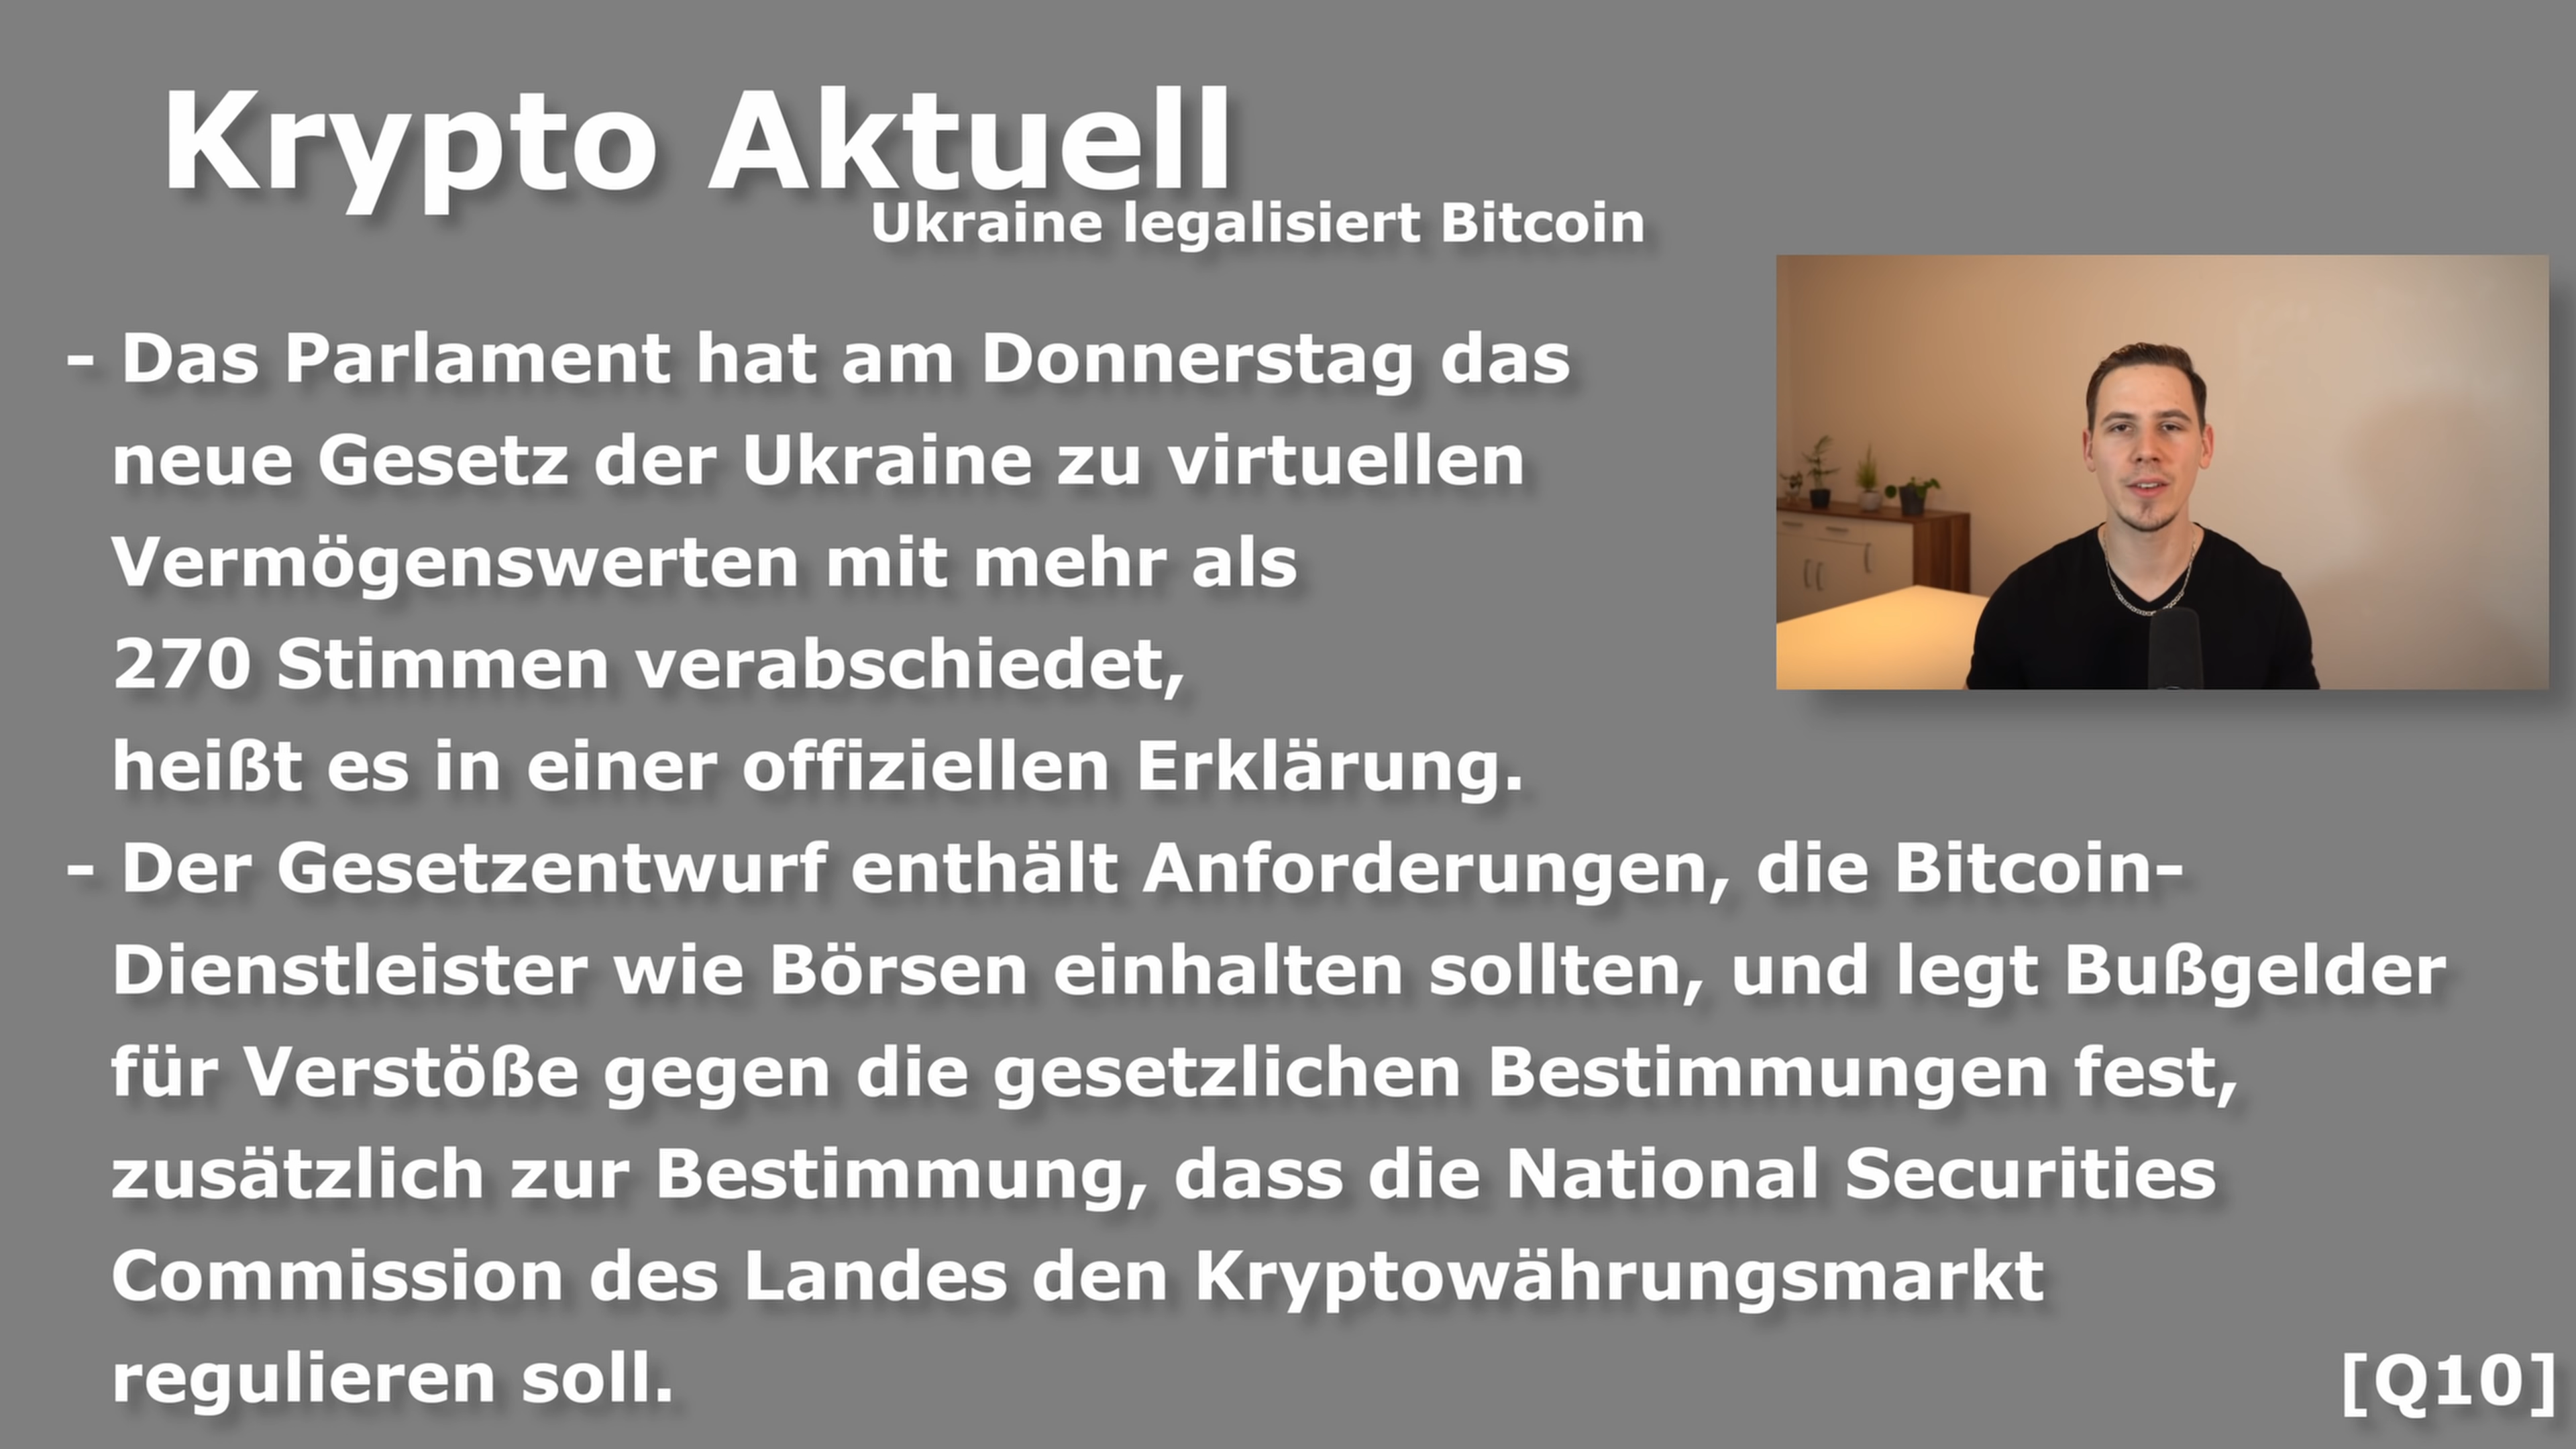 Krypto Aktuell
Ukraine legalisiert Bitcoin
- Das Parlament hat am Donnerstag das
neue Gesetz der Ukraine zu virtuellen
Vermögenswerten mit mehr als
270 Stimmen verabschiedet,
heißt es in einer offiziellen Erklärung.
- Der Gesetzentwurf enthält Anforderungen, die Bitcoin-
Dienstleister wie Börsen einhalten sollten, und legt Bußgelder
für Verstöße gegen die gesetzlichen Bestimmungen fest,
zusätzlich zur Bestimmung, dass die National Securities
Commission des Landes den Kryptowährungsmarkt
regulieren soll.
[Q10]